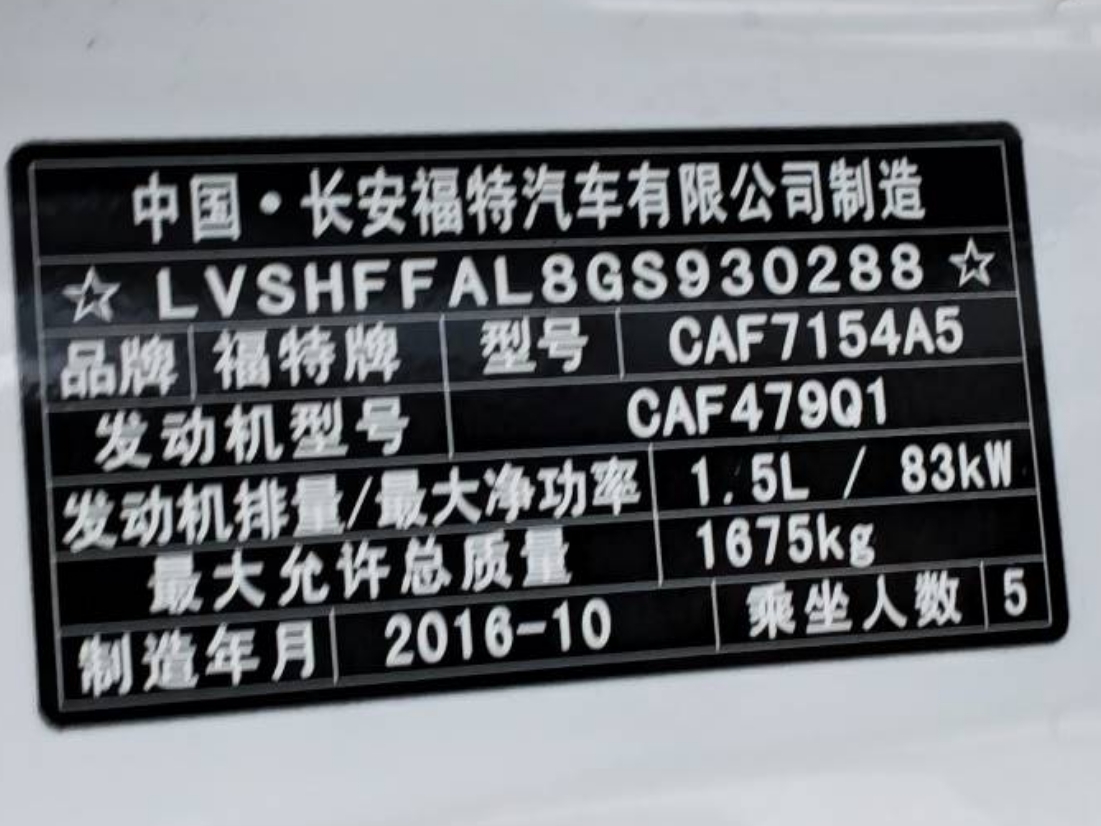 中国·长安福特汽车有限公司制造
☆ LVSHFFAL8GS930288 ☆
品牌 福特牌 型号 CAF7154A5
发动机型号 CAF479Q1
发动机排量/最大净功率 1.5L / 83kW
最大允许总质量 1675kg
制造年月 2016-10 乘坐人数 5